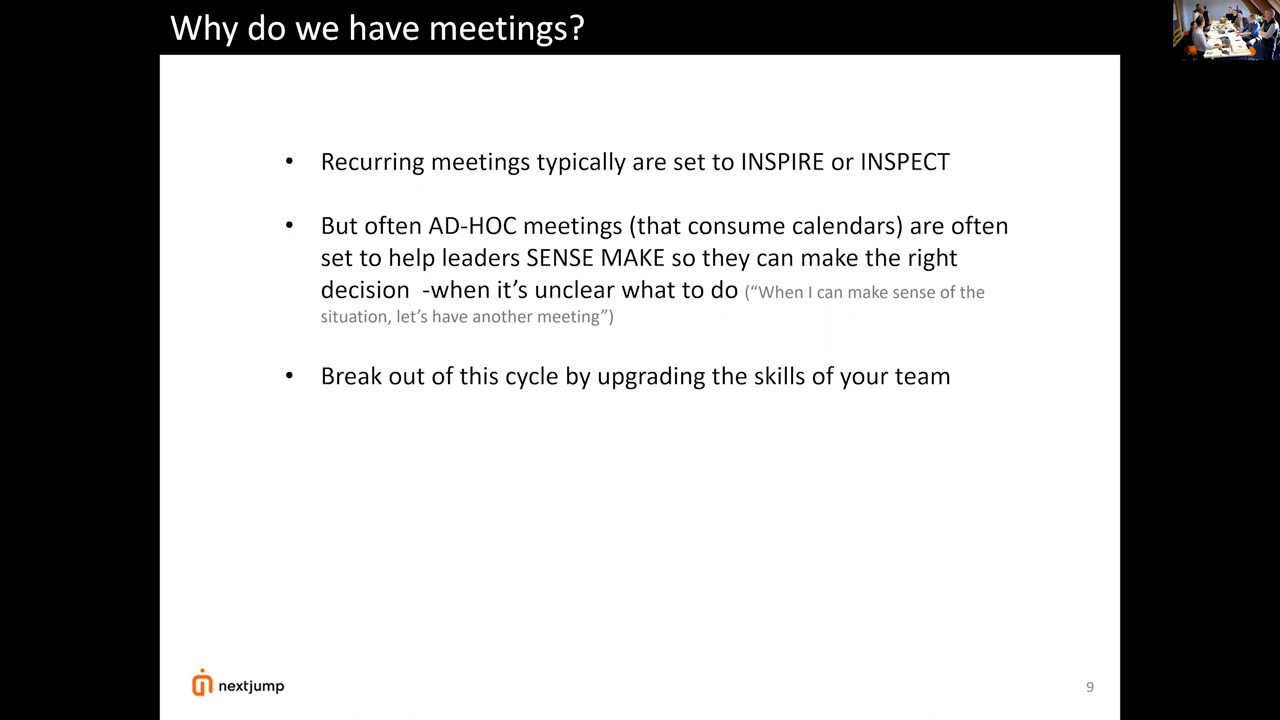 Why do we have meetings?
• Recurring meetings typically are set to INSPIRE or INSPECT
• But often AD-HOC meetings (that consume calendars) are often
set to help leaders SENSE MAKE so they can make the right
decision -when it’s unclear what to do (“When I can make sense of the
situation, let’s have another meeting”)
• Break out of this cycle by upgrading the skills of your team
nextjump
9